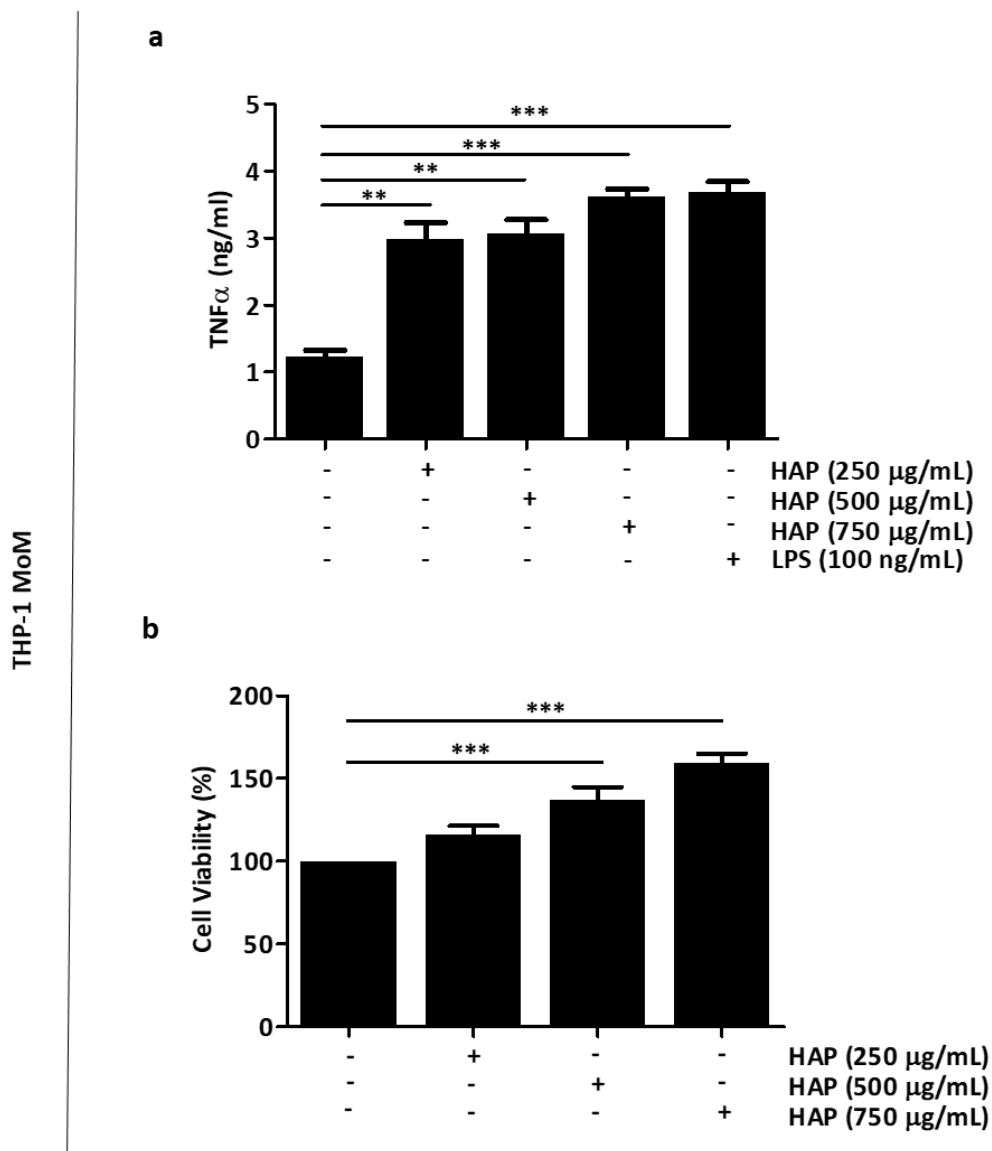 THP-1 MoM
a
TNFα (ng/ml)
5
4
3
2
1
0
***
***
**
**
- + - - - HAP (250 µg/mL)
- - + - - HAP (500 µg/mL)
- - - + - HAP (750 µg/mL)
- - - - + LPS (100 ng/mL)
b
Cell Viability (%)
200
150
100
50
0
***
***
- + - - HAP (250 µg/mL)
- - + - HAP (500 µg/mL)
- - - + HAP (750 µg/mL)